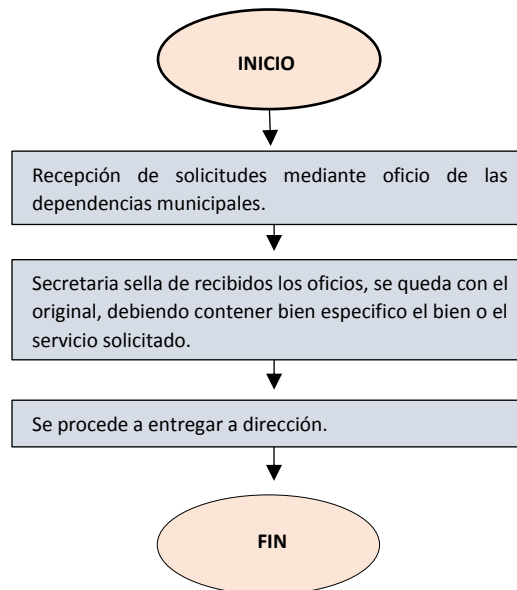 INICIO
Recepción de solicitudes mediante oficio de las
dependencias municipales.
Secretaria sella de recibidos los oficios, se queda con el
original, debiendo contener bien especifico el bien o el
servicio solicitado.
Se procede a entregar a dirección.
FIN